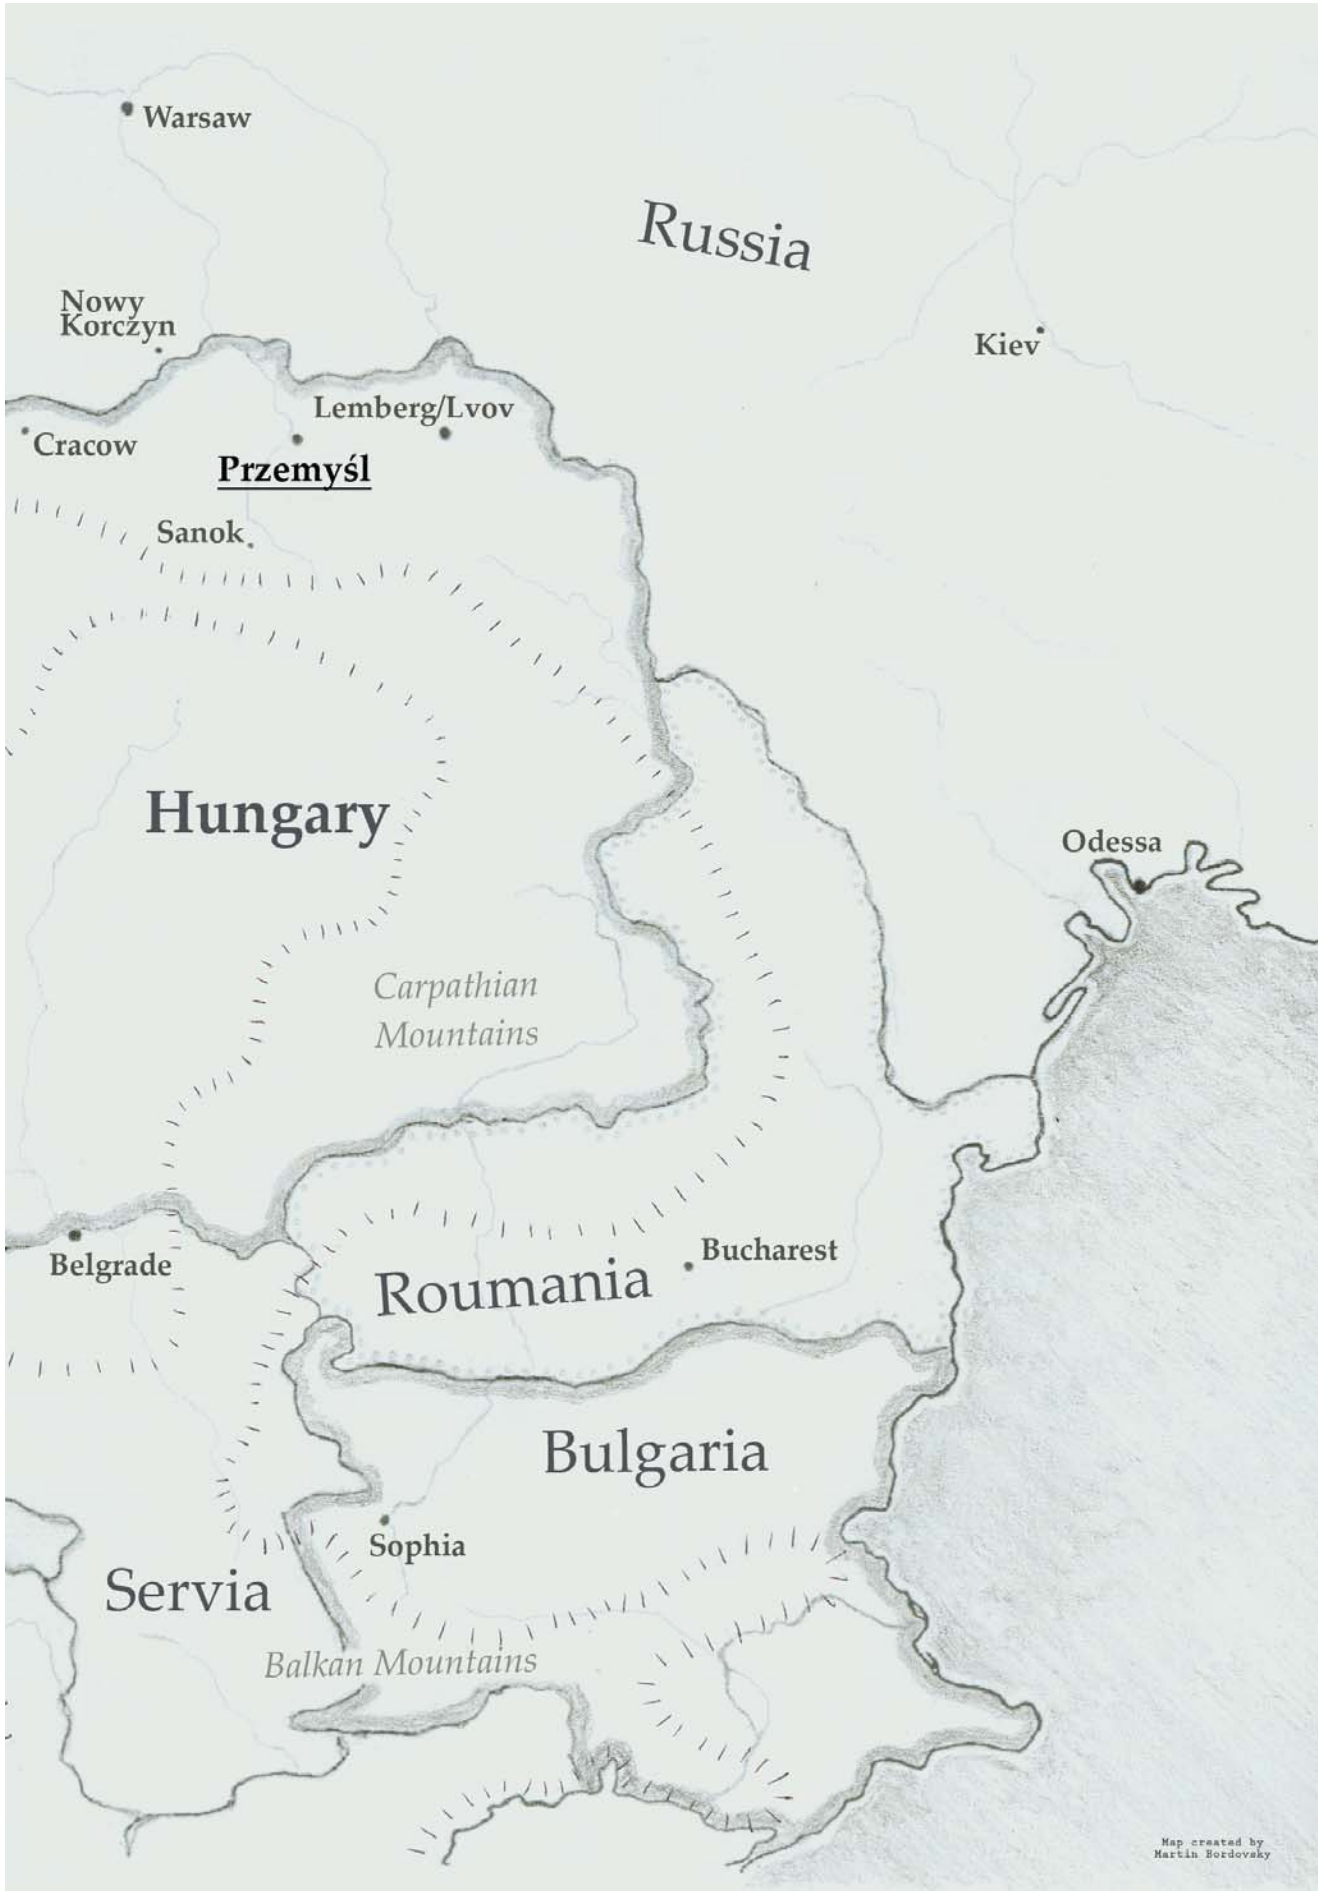 Warsaw
Russia
Nowy
Korczyn
Kiev
Lemberg/Lvov
Cracow
Przemyśl
Sanok
Hungary
Odessa
Carpathian
Mountains
Belgrade
Bucharest
Roumania
Bulgaria
Sophia
Servia
Balkan Mountains
Map created by
Martin Bordovsky